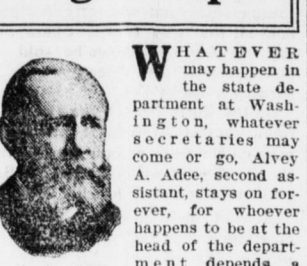 WHATEVER
may happen in
the state de-
partment at Wash-
ington, whatever
secretaries may
come or go, Alvey
A. Adee, second as-
sistant, stays on for-
ever, for whoever
happens to be at the
head of the depart-
ment depends a